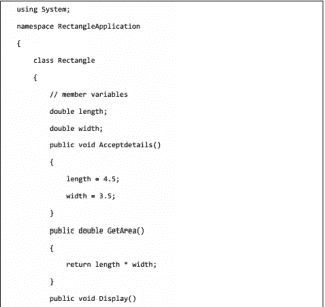 using System;
namespace RectangleApplication
{
class Rectangle
{
// member variables
double length;
double width;
public void Acceptdetails()
{
length = 4.5;
width = 3.5;
}
public double GetArea()
{
return length * width;
}
public void Display()